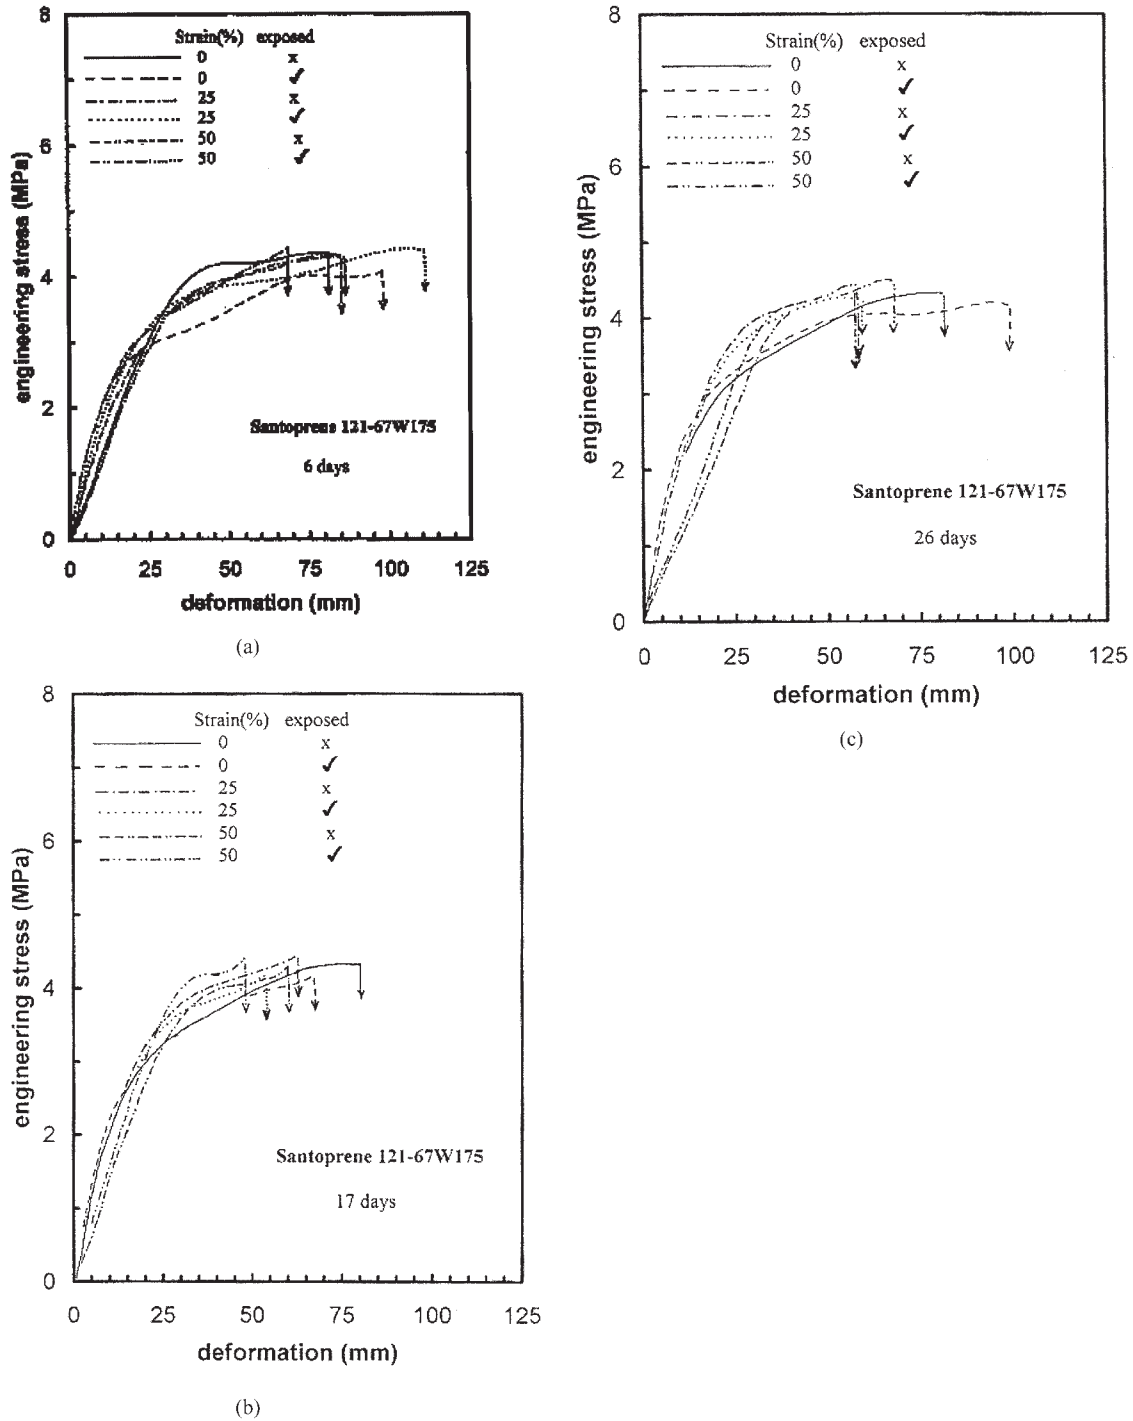 8
6
4
2
0
engineering stress (MPa)
Strain(%) exposed
0 x
0 ✓
25 x
25 ✓
50 x
50 ✓
Santoprene 121-67W175
6 days
0 25 50 75 100 125
deformation (mm)
(a)
8
6
4
2
0
engineering stress (MPa)
Strain(%) exposed
0 x
0 ✓
25 x
25 ✓
50 x
50 ✓
Santoprene 121-67W175
17 days
0 25 50 75 100 125
deformation (mm)
(b)
8
6
4
2
0
engineering stress (MPa)
Strain(%) exposed
0 x
0 ✓
25 x
25 ✓
50 x
50 ✓
Santoprene 121-67W175
26 days
0 25 50 75 100 125
deformation (mm)
(c)